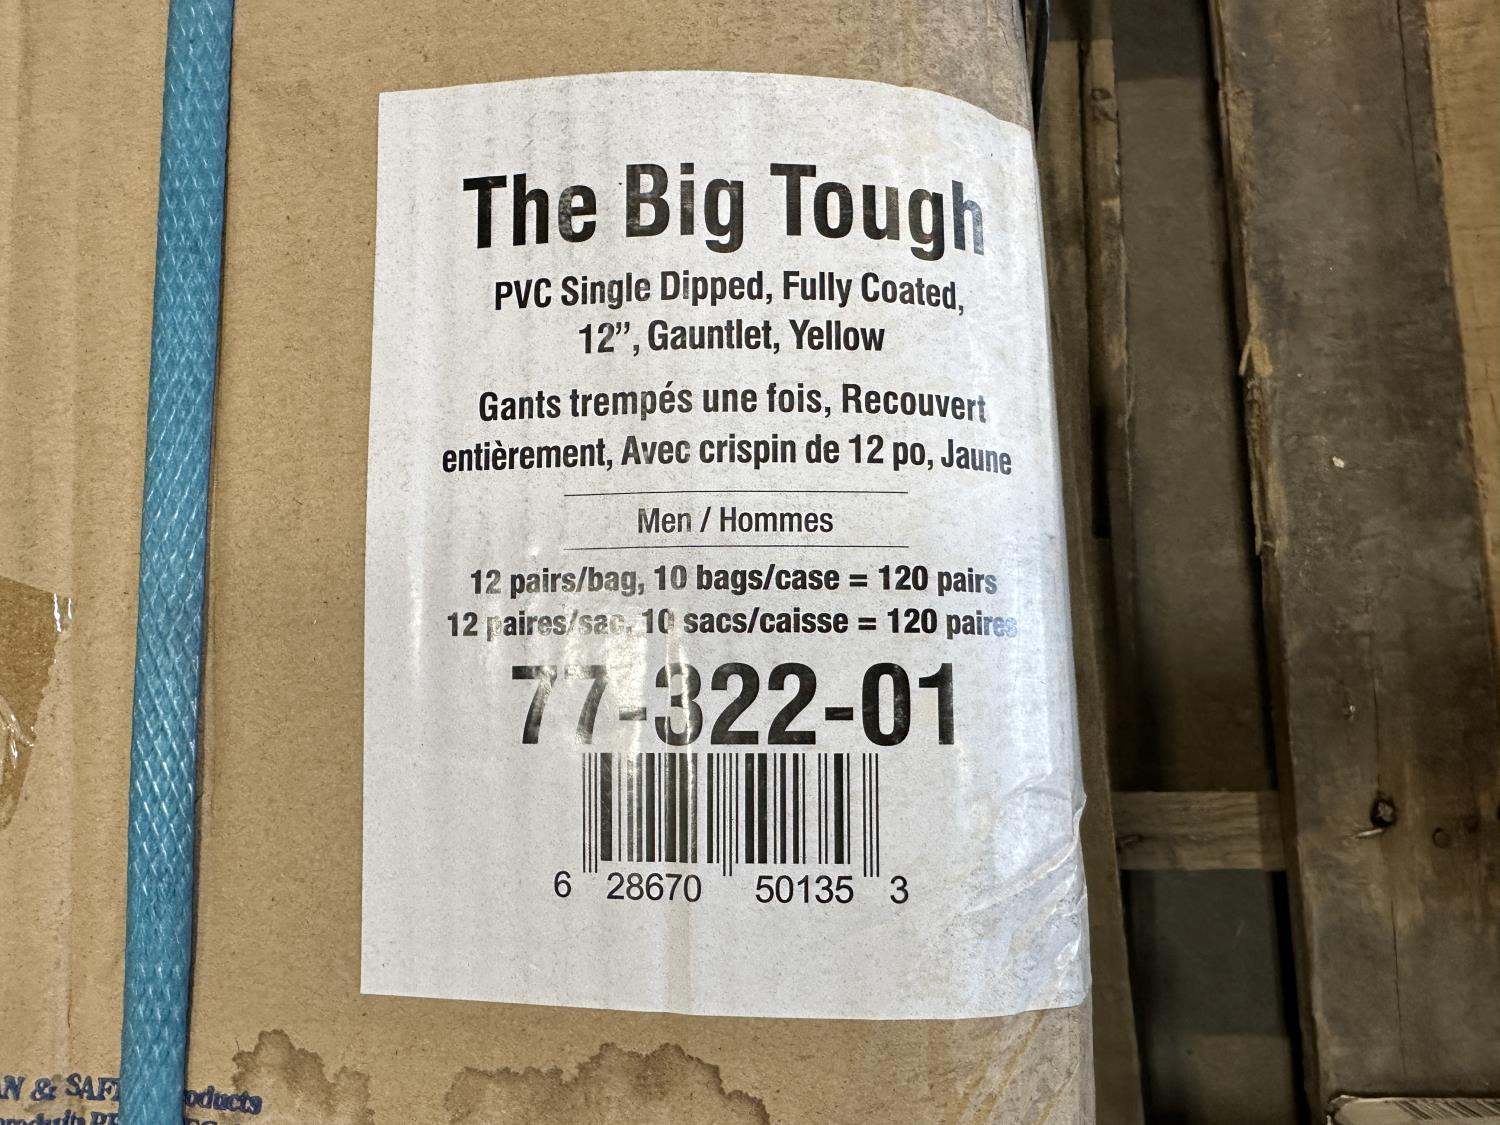 The Big Tough
PVC Single Dipped, Fully Coated,
12”, Gauntlet, Yellow
Gants trempés une fois, Recouvert
entièrement, Avec crispin de 12 po, Jaune
Men / Hommes
12 pairs/bag, 10 bags/case = 120 pairs
12 paires/sac, 10 sacs/caisse = 120 paires
77-322-01
6 28670 50135 3
&